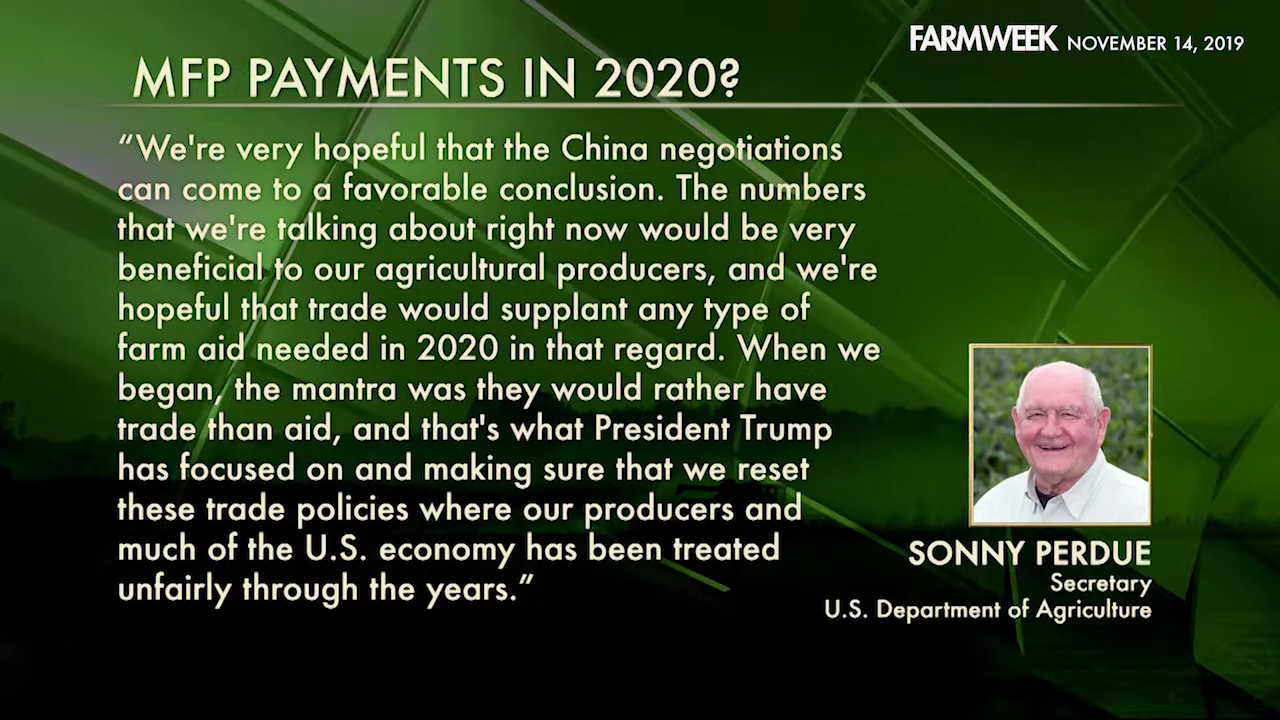 FARMWEEK NOVEMBER 14, 2019
MFP PAYMENTS IN 2020?
“We're very hopeful that the China negotiations
can come to a favorable conclusion. The numbers
that we're talking about right now would be very
beneficial to our agricultural producers, and we're
hopeful that trade would supplant any type of
farm aid needed in 2020 in that regard. When we
began, the mantra was they would rather have
trade than aid, and that's what President Trump
has focused on and making sure that we reset
these trade policies where our producers and
much of the U.S. economy has been treated
unfairly through the years.”
SONNY PERDUE
Secretary
U.S. Department of Agriculture